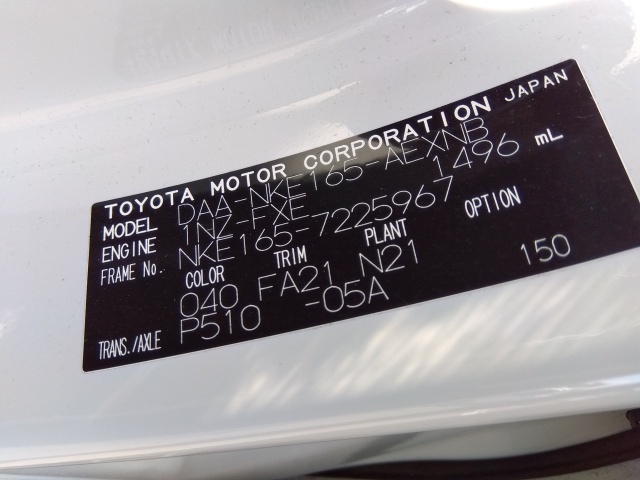 TOYOTA MOTOR CORPORATION JAPAN
MODEL DAA-NKE165-AEXNB
ENGINE 1NZ-FXE 1496 mL
FRAME No. NKE165-7225967
COLOR TRIM PLANT OPTION
040 FA21 N21 150
TRANS./AXLE P510 -05A